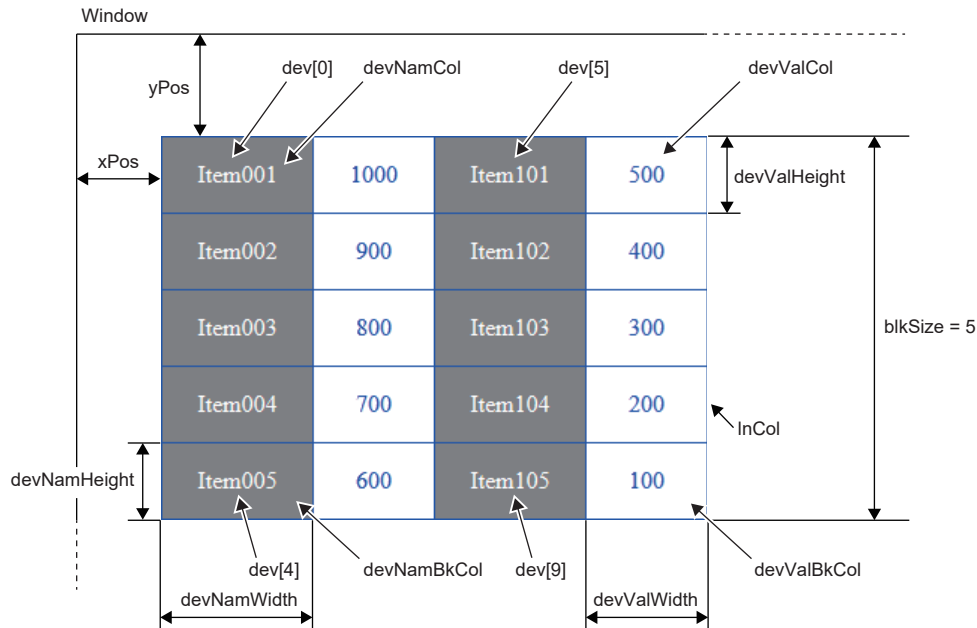 Window
dev[0]
devNamCol
dev[5]
devValCol
yPos
xPos
Item001 1000 Item101 500
devValHeight
Item002 900 Item102 400
Item003 800 Item103 300
blkSize = 5
Item004 700 Item104 200
lnCol
devNamHeight
Item005 600 Item105 100
dev[4]
devNamBkCol
dev[9]
devValBkCol
devNamWidth
devValWidth